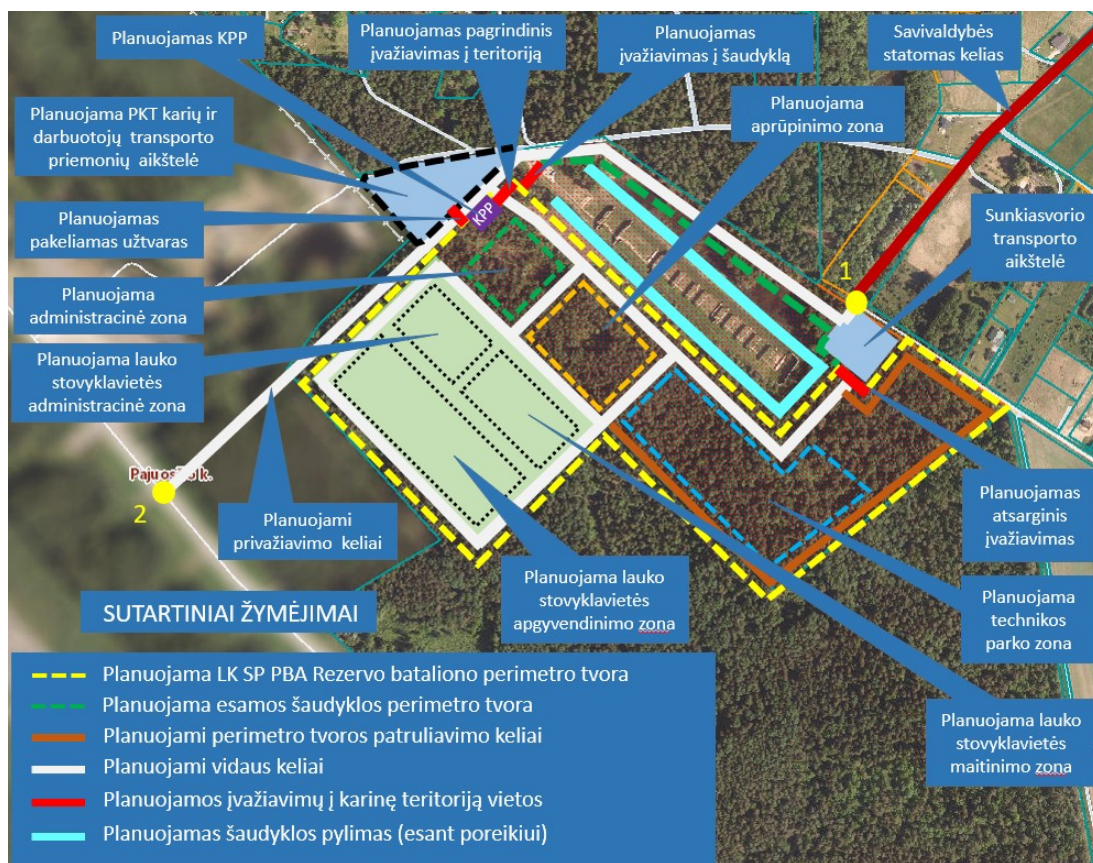 Planuojamas KPP
Planuojamas pagrindinis
įvažiavimas į teritoriją
Planuojamas
įvažiavimas į šaudyklą
Savivaldybės
statomas kelias
Planuojama PKT karių ir
darbuotojų transporto
priemonių aikštelė
Planuojama
aprūpinimo zona
Planuojamas
pakeliamas užtvaras
KPP
Sunkiasvorio
transporto
aikštelė
1
Planuojama
administracinė zona
Planuojama lauko
stovyklavietės
administracinė zona
2
Planuojami
privažiavimo keliai
Planuojamas
atsarginis
įvažiavimas
Planuojama lauko
stovyklavietės
apgyvendinimo zona
Planuojama
technikos
parko zona
Planuojama lauko
stovyklavietės
maitinimo zona
SUTARTINIAI ŽYMĖJIMAI
Planuojama LK SP PBA Rezervo bataliono perimetro tvora
Planuojama esamos šaudyklos perimetro tvora
Planuojami perimetro tvoros patruliavimo keliai
Planuojami vidaus keliai
Planuojamos įvažiavimų į karinę teritoriją vietos
Planuojamas šaudyklos pylimas (esant poreikiui)